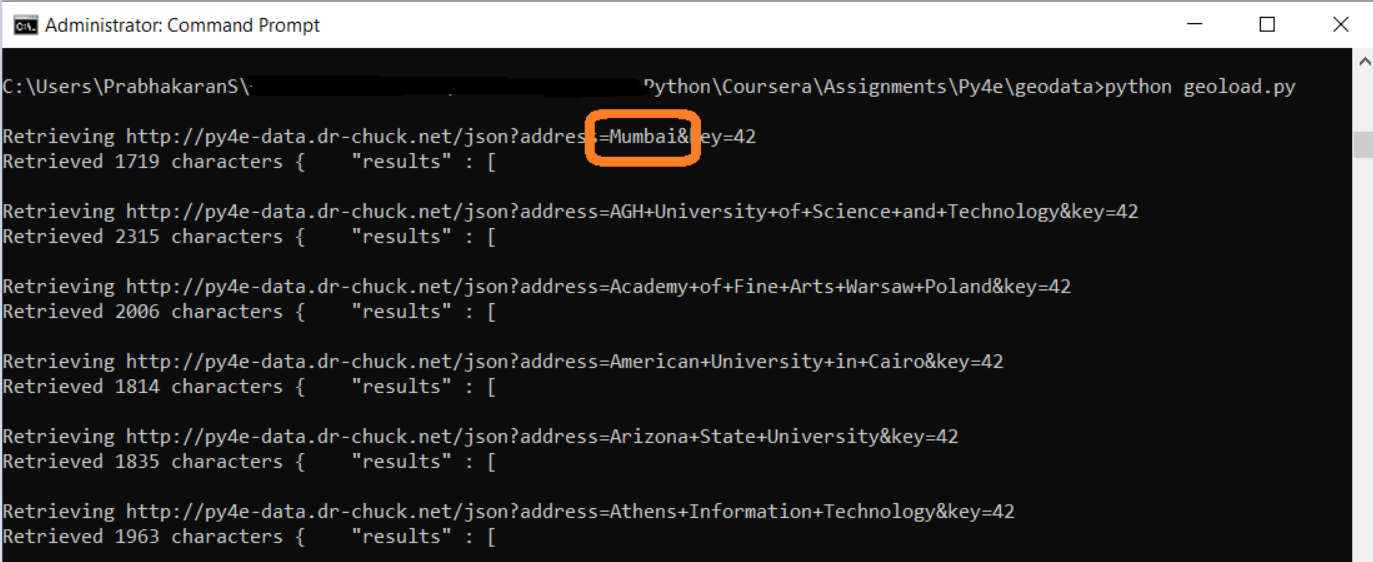 Administrator: Command Prompt
C:\Users\PrabhakaranS\ Python\Coursera\Assignments\Py4e\geodata>python geoload.py
Retrieving http://py4e-data.dr-chuck.net/json?address=Mumbai&key=42
Retrieved 1719 characters {    "results" : [
Retrieving http://py4e-data.dr-chuck.net/json?address=AGH+University+of+Science+and+Technology&key=42
Retrieved 2315 characters {    "results" : [
Retrieving http://py4e-data.dr-chuck.net/json?address=Academy+of+Fine+Arts+Warsaw+Poland&key=42
Retrieved 2006 characters {    "results" : [
Retrieving http://py4e-data.dr-chuck.net/json?address=American+University+in+Cairo&key=42
Retrieved 1814 characters {    "results" : [
Retrieving http://py4e-data.dr-chuck.net/json?address=Arizona+State+University&key=42
Retrieved 1835 characters {    "results" : [
Retrieving http://py4e-data.dr-chuck.net/json?address=Athens+Information+Technology&key=42
Retrieved 1963 characters {    "results" : [